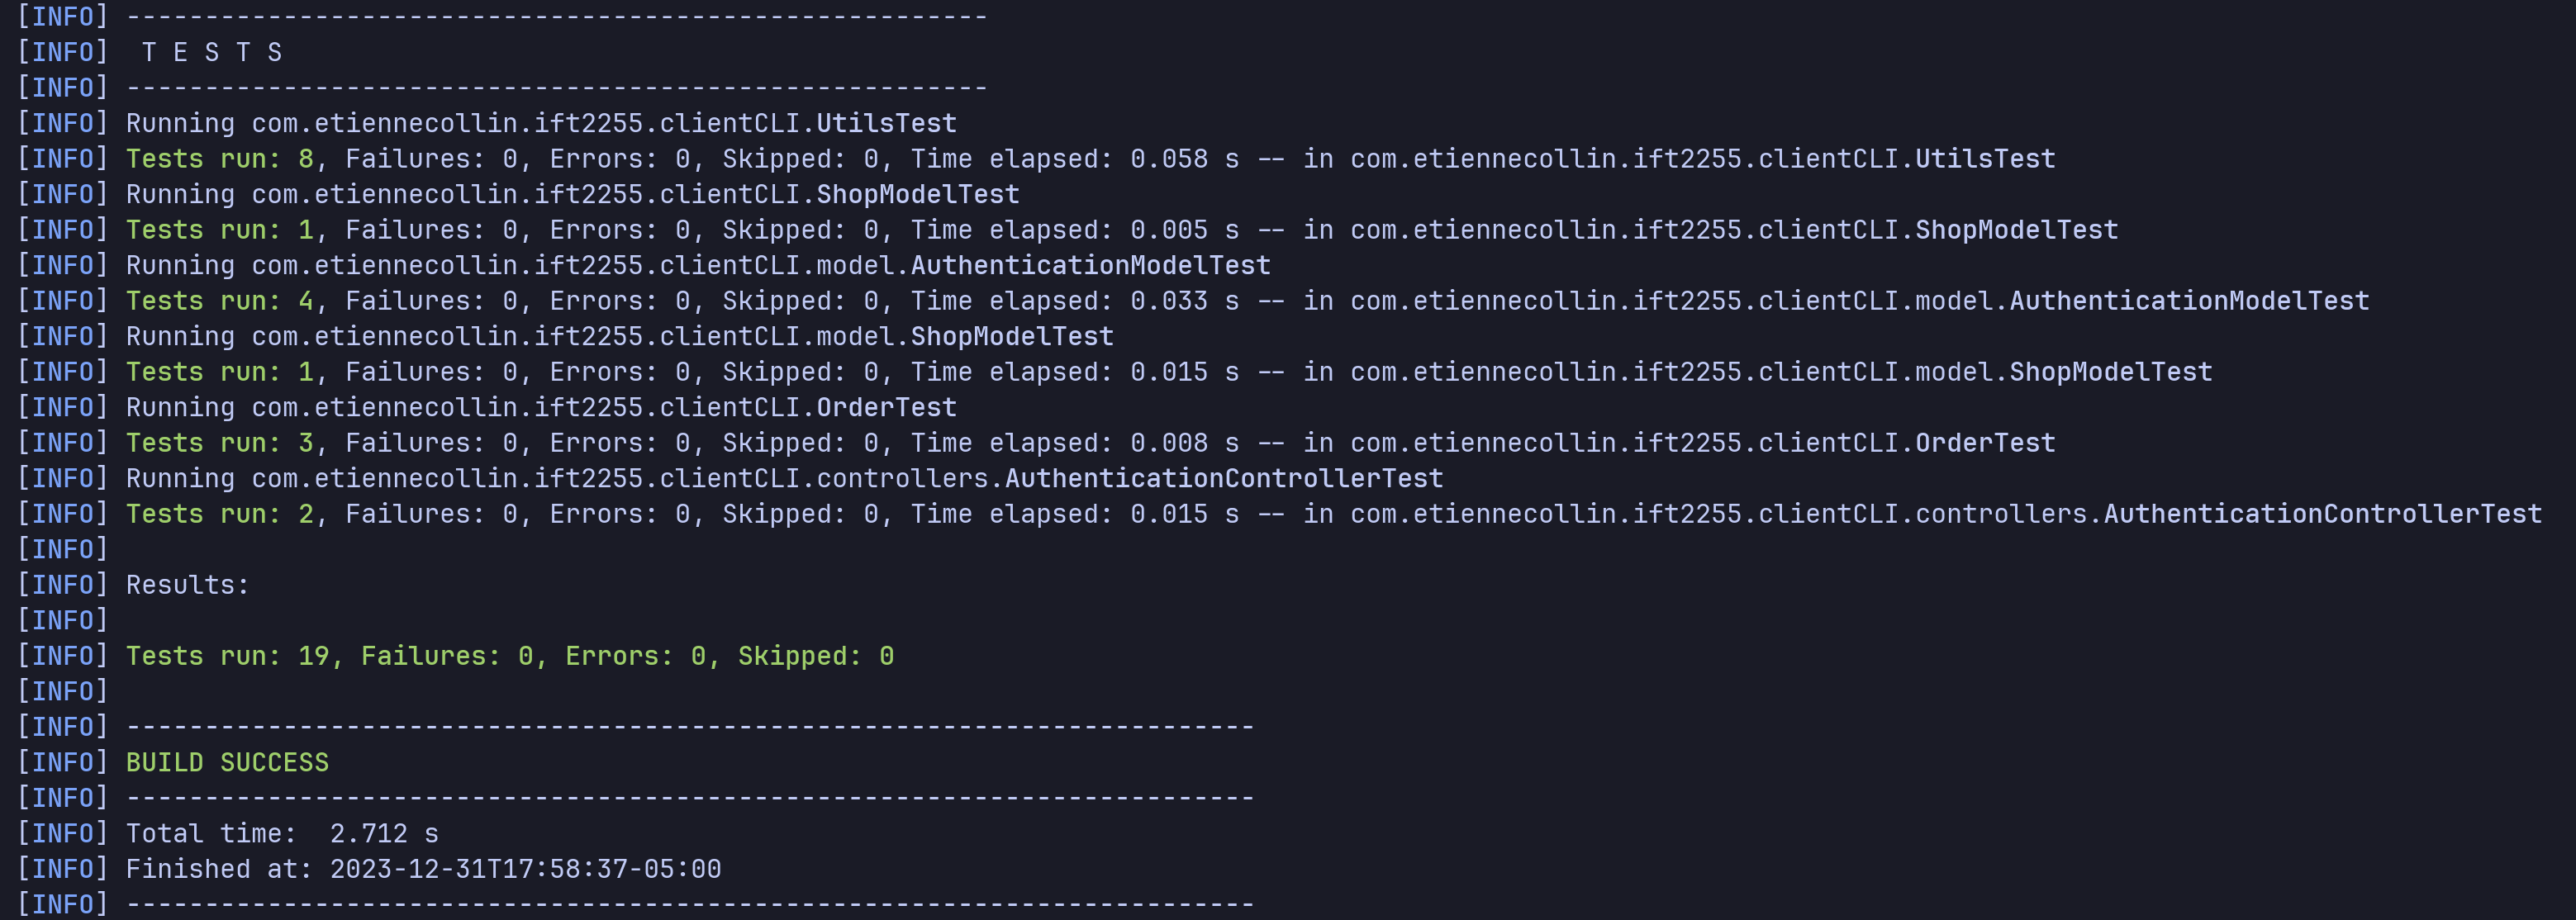 [INFO] -------------------------------------------------------
[INFO]  T E S T S
[INFO] -------------------------------------------------------
[INFO] Running com.etiennecollin.ift2255.clientCLI.UtilsTest
[INFO] Tests run: 8, Failures: 0, Errors: 0, Skipped: 0, Time elapsed: 0.058 s -- in com.etiennecollin.ift2255.clientCLI.UtilsTest
[INFO] Running com.etiennecollin.ift2255.clientCLI.ShopModelTest
[INFO] Tests run: 1, Failures: 0, Errors: 0, Skipped: 0, Time elapsed: 0.005 s -- in com.etiennecollin.ift2255.clientCLI.ShopModelTest
[INFO] Running com.etiennecollin.ift2255.clientCLI.model.AuthenticationModelTest
[INFO] Tests run: 4, Failures: 0, Errors: 0, Skipped: 0, Time elapsed: 0.033 s -- in com.etiennecollin.ift2255.clientCLI.model.AuthenticationModelTest
[INFO] Running com.etiennecollin.ift2255.clientCLI.model.ShopModelTest
[INFO] Tests run: 1, Failures: 0, Errors: 0, Skipped: 0, Time elapsed: 0.015 s -- in com.etiennecollin.ift2255.clientCLI.model.ShopModelTest
[INFO] Running com.etiennecollin.ift2255.clientCLI.OrderTest
[INFO] Tests run: 3, Failures: 0, Errors: 0, Skipped: 0, Time elapsed: 0.008 s -- in com.etiennecollin.ift2255.clientCLI.OrderTest
[INFO] Running com.etiennecollin.ift2255.clientCLI.controllers.AuthenticationControllerTest
[INFO] Tests run: 2, Failures: 0, Errors: 0, Skipped: 0, Time elapsed: 0.015 s -- in com.etiennecollin.ift2255.clientCLI.controllers.AuthenticationControllerTest
[INFO]
[INFO] Results:
[INFO]
[INFO] Tests run: 19, Failures: 0, Errors: 0, Skipped: 0
[INFO]
[INFO] ------------------------------------------------------------------------
[INFO] BUILD SUCCESS
[INFO] ------------------------------------------------------------------------
[INFO] Total time:  2.712 s
[INFO] Finished at: 2023-12-31T17:58:37-05:00
[INFO] ------------------------------------------------------------------------